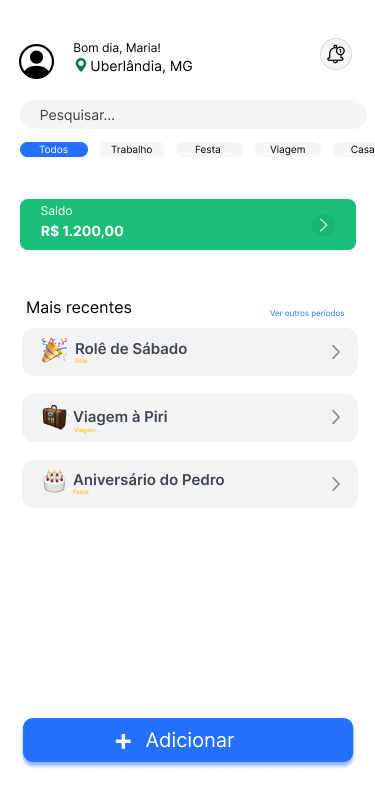 Bom dia, Maria!
Uberlândia, MG
Pesquisar...
Todos Trabalho Festa Viagem Casa
Saldo
R$ 1.200,00
Mais recentes
Ver outros períodos
Rolê de Sábado
Rolê
Viagem à Piri
Viagem
Aniversário do Pedro
Festa
+ Adicionar